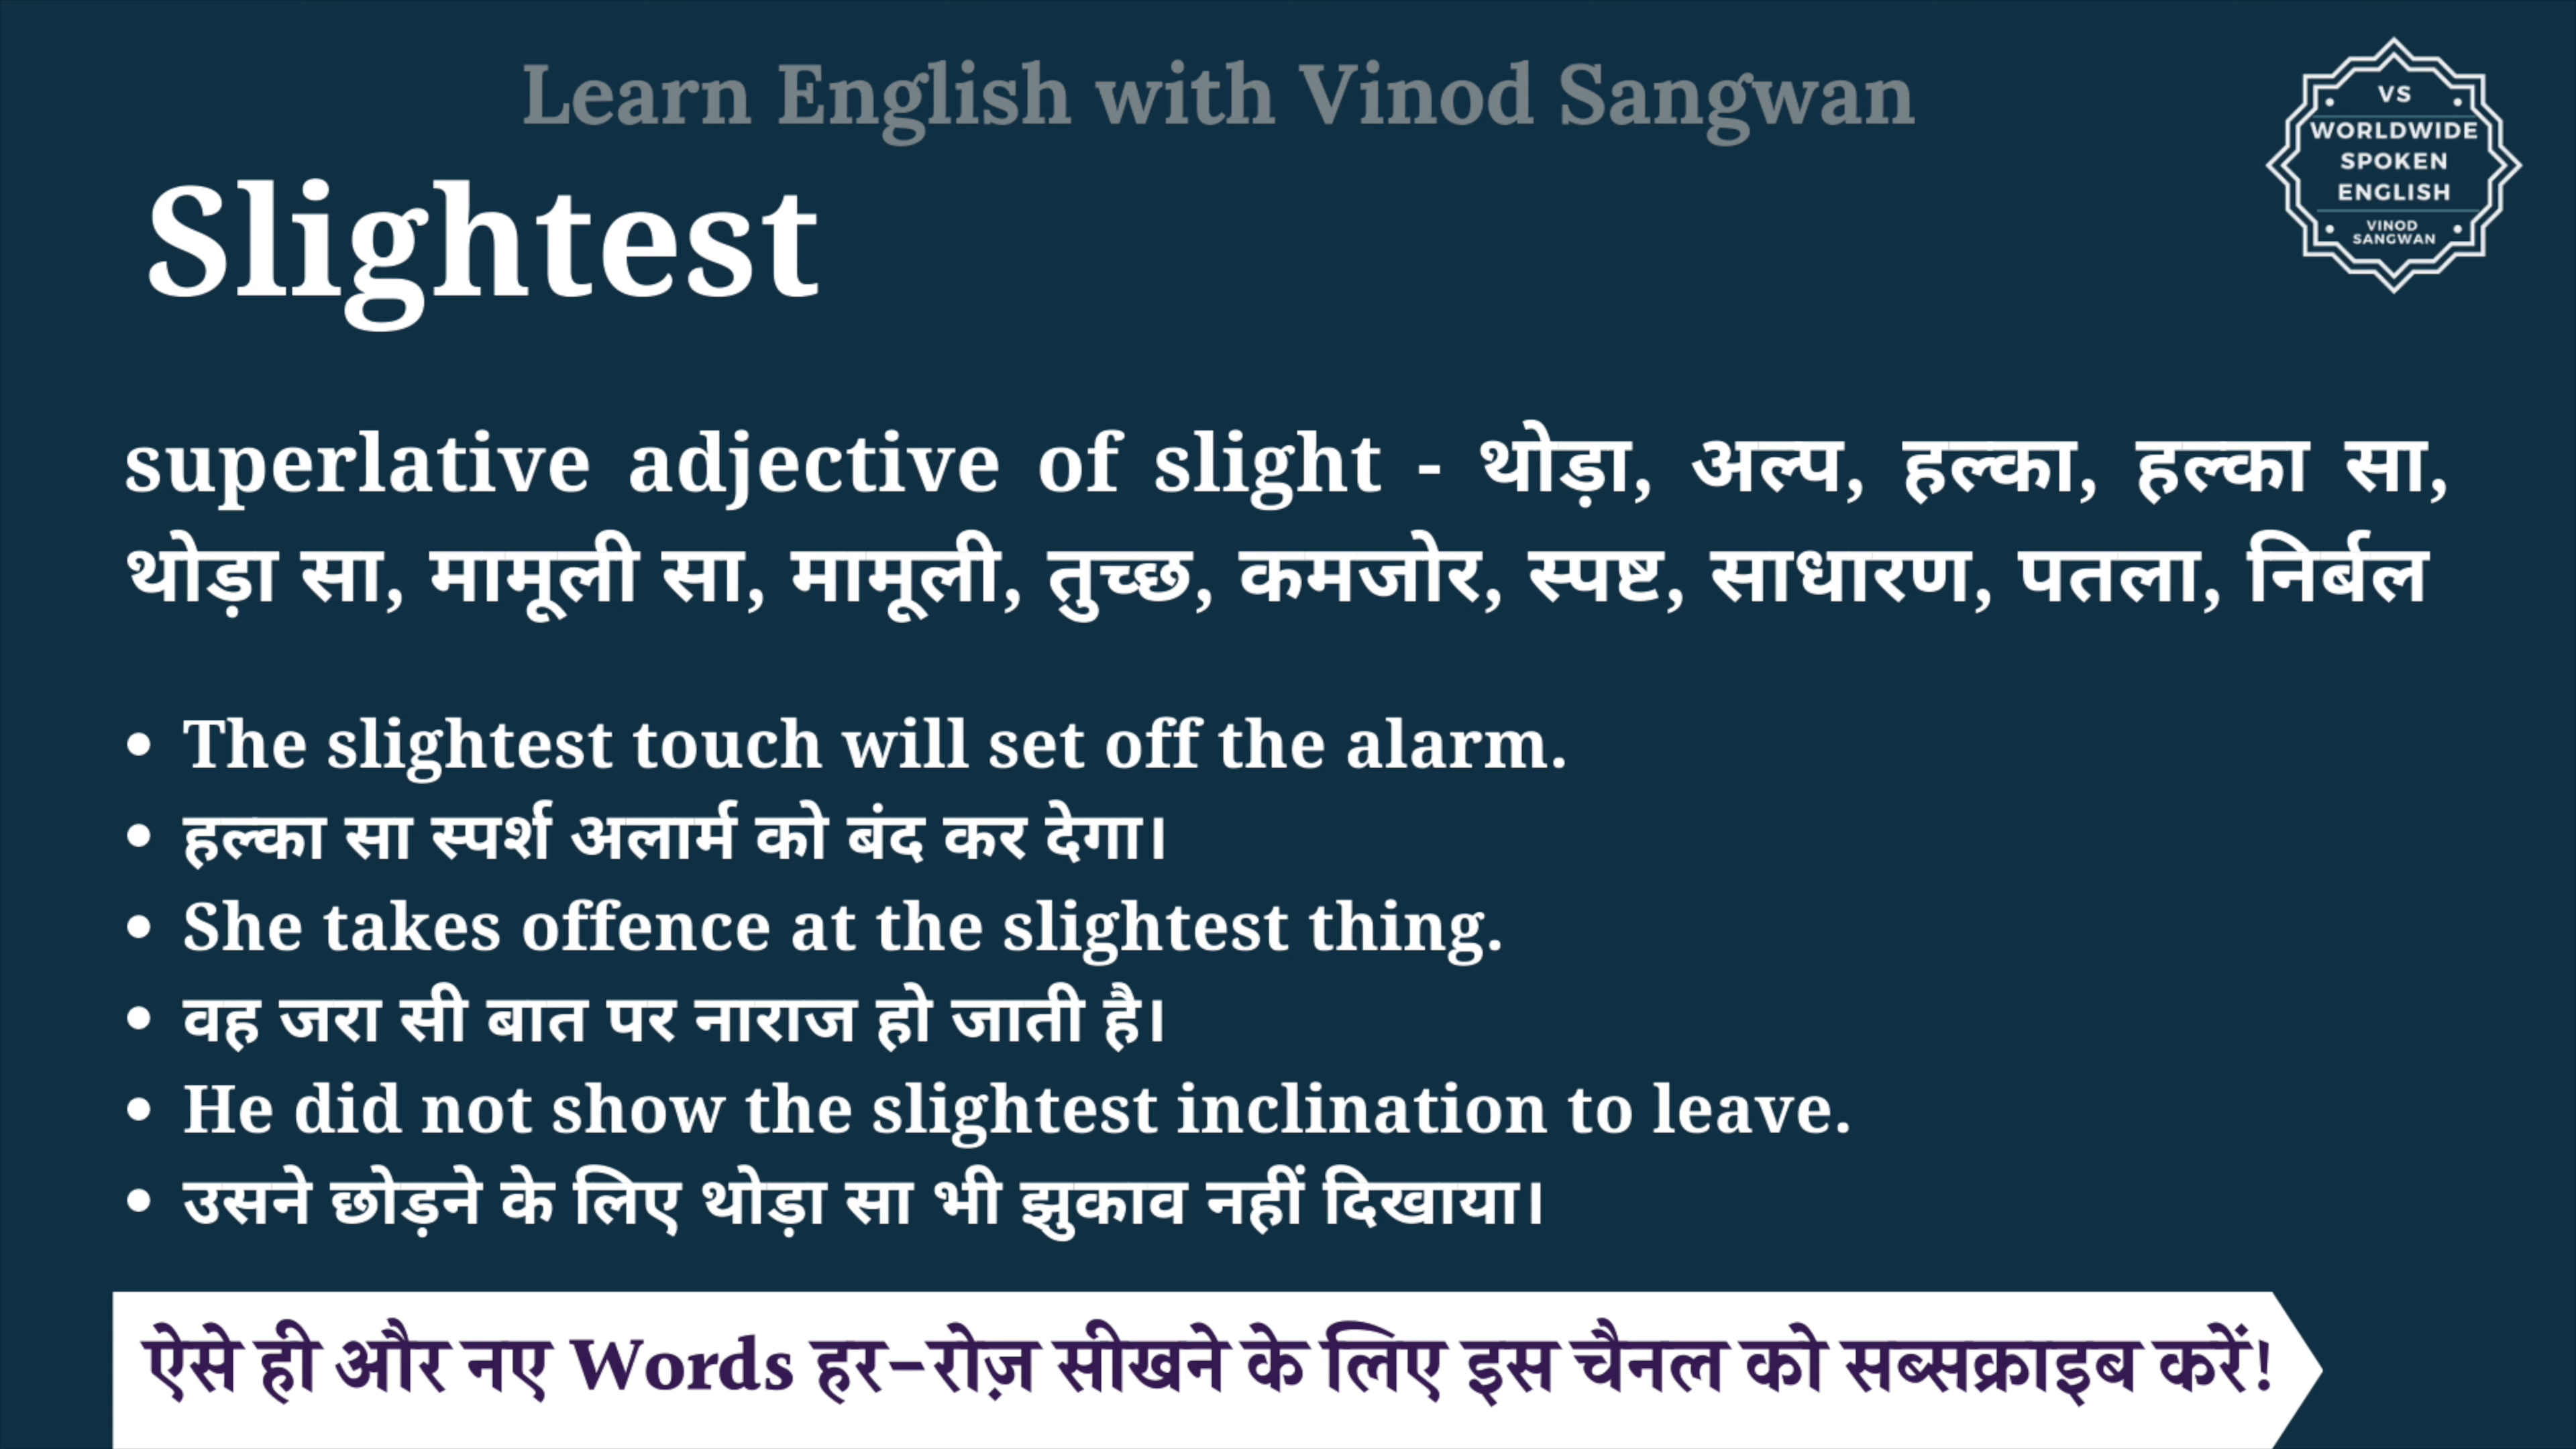 Learn English with Vinod Sangwan
VS
WORLDWIDE
SPOKEN
ENGLISH
VINOD
SANGWAN
Slightest
superlative adjective of slight - थोड़ा, अल्प, हल्का, हल्का सा,
थोड़ा सा, मामूली सा, मामूली, तुच्छ, कमजोर, स्पष्ट, साधारण, पतला, निर्बल
• The slightest touch will set off the alarm.
• हल्का सा स्पर्श अलार्म को बंद कर देगा।
• She takes offence at the slightest thing.
• वह जरा सी बात पर नाराज हो जाती है।
• He did not show the slightest inclination to leave.
• उसने छोड़ने के लिए थोड़ा सा भी झुकाव नहीं दिखाया।
ऐसे ही और नए Words हर-रोज़ सीखने के लिए इस चैनल को सब्सक्राइब करें!